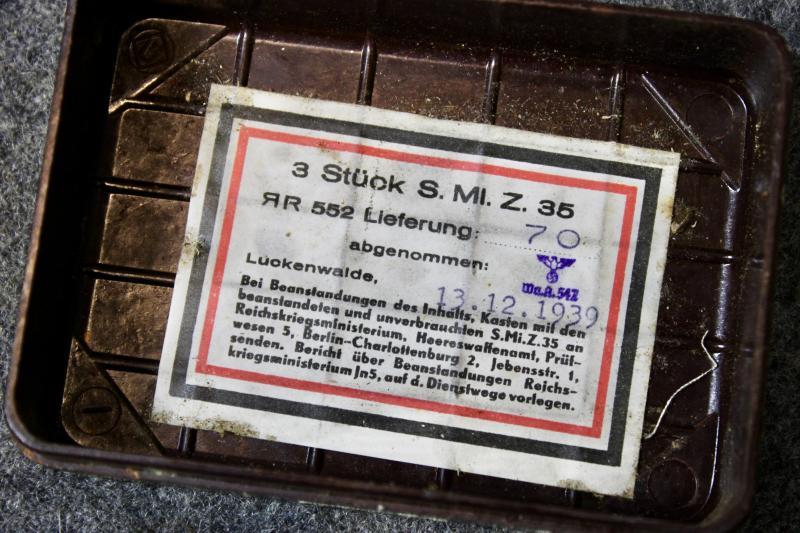 3 Stück S. Mi. Z. 35
ЯR 552 Lieferung: 70
abgenommen:
Wa.A.542
Luckenwalde, 13.12.1939
Bei Beanstandungen des Inhalts, Kasten mit den
beanstandeten und unverbrauchten S.Mi.Z.35 an
Reichskriegsministerium, Heereswaffenamt, Prüf-
wesen 5, Berlin-Charlottenburg 2, Jebensstr. 1,
senden. Bericht über Beanstandungen Reichs-
kriegsministerium Jn5, auf d. Dienstwege vorlegen.